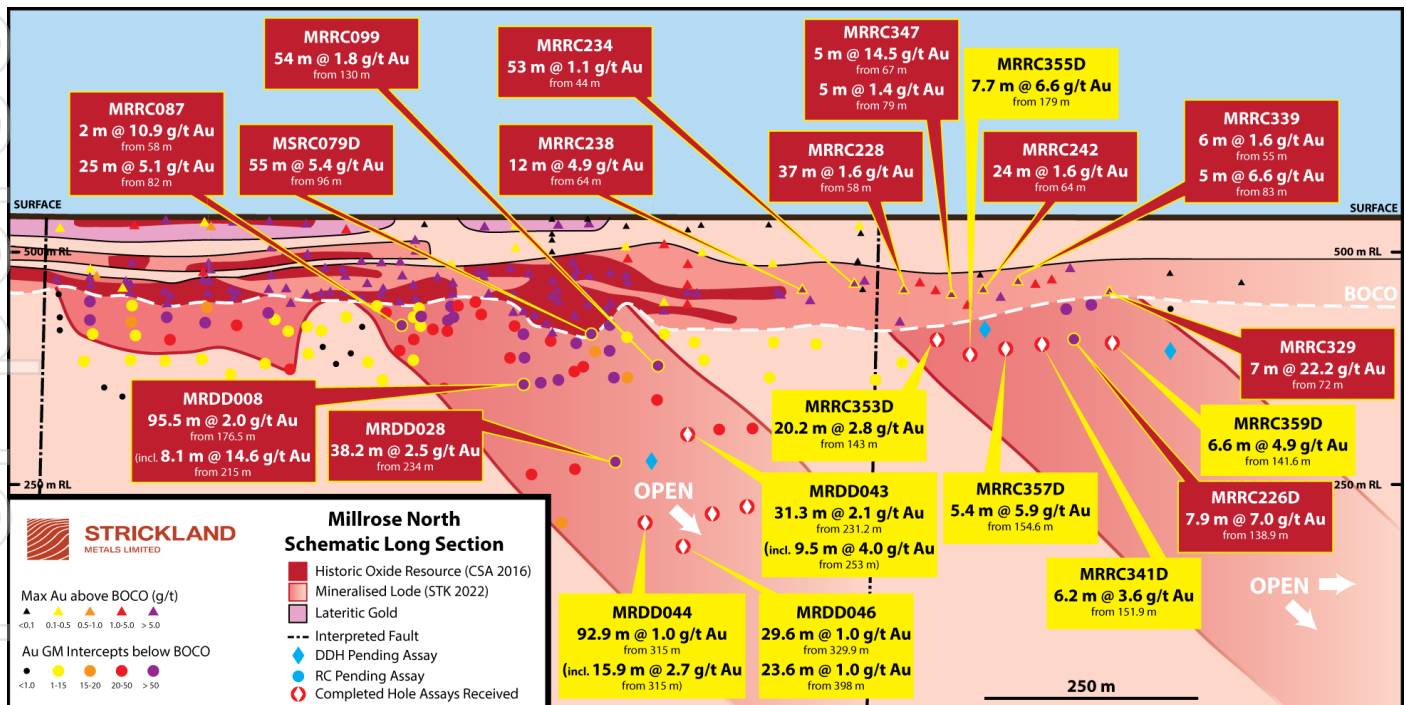 MRRC099
54 m @ 1.8 g/t Au
from 130 m
MRRC234
53 m @ 1.1 g/t Au
from 44 m
MRRC347
5 m @ 14.5 g/t Au
from 67 m
5 m @ 1.4 g/t Au
from 79 m
MRRC355D
7.7 m @ 6.6 g/t Au
from 179 m
MRRC087
2 m @ 10.9 g/t Au
from 58 m
25 m @ 5.1 g/t Au
from 82 m
MSRC079D
55 m @ 5.4 g/t Au
from 96 m
MRRC238
12 m @ 4.9 g/t Au
from 64 m
MRRC228
37 m @ 1.6 g/t Au
from 58 m
MRRC242
24 m @ 1.6 g/t Au
from 64 m
MRRC339
6 m @ 1.6 g/t Au
from 55 m
5 m @ 6.6 g/t Au
from 83 m
SURFACE
SURFACE
500 m RL
500 m RL
BOCO
MRRC329
7 m @ 22.2 g/t Au
from 72 m
MRDD008
95.5 m @ 2.0 g/t Au
from 176.5 m
(incl. 8.1 m @ 14.6 g/t Au
from 215 m
MRDD028
38.2 m @ 2.5 g/t Au
from 234 m
MRRC353D
20.2 m @ 2.8 g/t Au
from 143 m
MRRC359D
6.6 m @ 4.9 g/t Au
from 141.6 m
250 m RL
OPEN
MRDD043
31.3 m @ 2.1 g/t Au
from 231.2 m
(incl. 9.5 m @ 4.0 g/t Au
from 253 m)
MRRC357D
5.4 m @ 5.9 g/t Au
from 154.6 m
MRRC226D
7.9 m @ 7.0 g/t Au
from 138.9 m
250 m RL
MRRC341D
6.2 m @ 3.6 g/t Au
from 151.9 m
OPEN
MRDD044
92.9 m @ 1.0 g/t Au
from 315 m
(incl. 15.9 m @ 2.7 g/t Au
from 315 m)
MRDD046
29.6 m @ 1.0 g/t Au
from 329.9 m
23.6 m @ 1.0 g/t Au
from 398 m
250 m
STRICKLAND
METALS LIMITED
Millrose North
Schematic Long Section
Historic Oxide Resource (CSA 2016)
Mineralised Lode (STK 2022)
Lateritic Gold
Interpreted Fault
DDH Pending Assay
RC Pending Assay
Completed Hole Assays Received
Max Au above BOCO (g/t)
<0.1 0.1-0.5 0.5-1.0 1.0-5.0 > 5.0
Au GM Intercepts below BOCO
<1.0 1-15 15-20 20-50 > 50